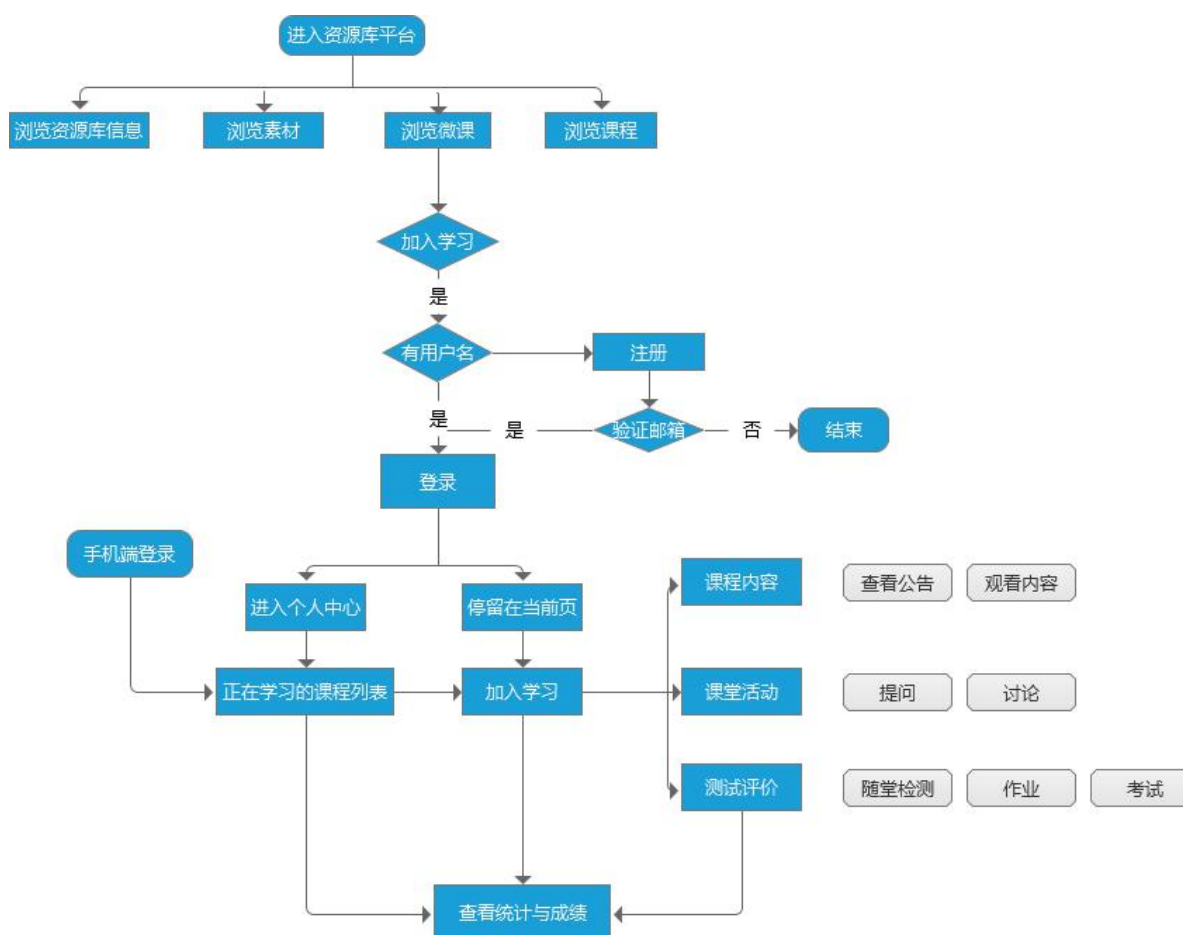 进入资源库平台
浏览资源库信息
浏览素材
浏览微课
浏览课程
加入学习
是
有用户名
注册
是
是
验证邮箱
否
结束
登录
手机端登录
进入个人中心
停留在当前页
课程内容
查看公告
观看内容
正在学习的课程列表
加入学习
课堂活动
提问
讨论
测试评价
随堂检测
作业
考试
查看统计与成绩